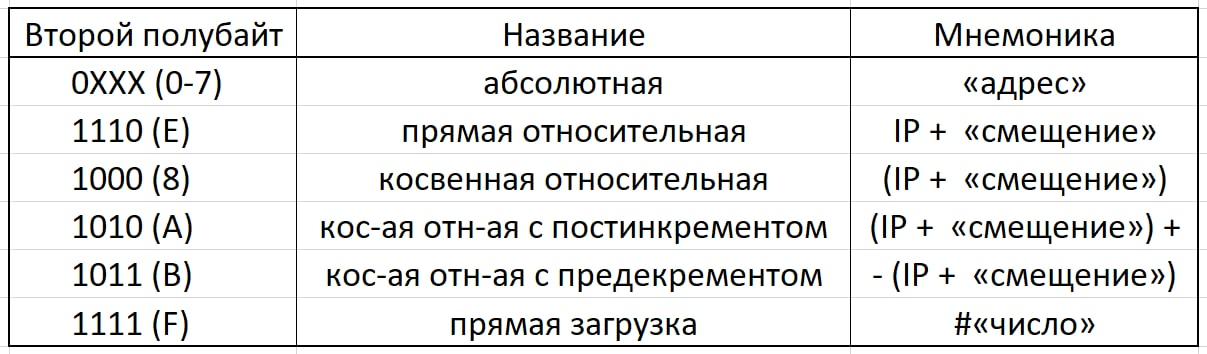 Второй полубайт Название Мнемоника
0XXX (0-7) абсолютная «адрес»
1110 (E) прямая относительная IP + «смещение»
1000 (8) косвенная относительная (IP + «смещение»)
1010 (A) кос-ая отн-ая с постинкрементом (IP + «смещение») +
1011 (B) кос-ая отн-ая с предекрементом - (IP + «смещение»)
1111 (F) прямая загрузка #«число»